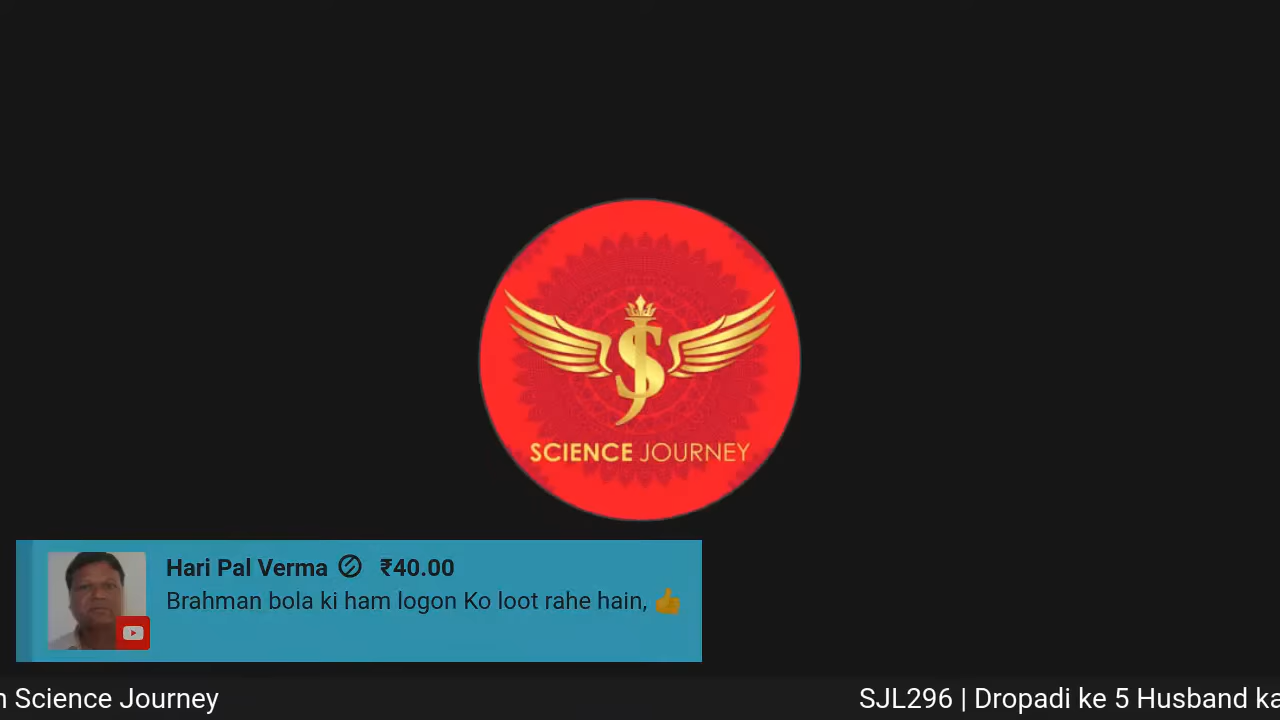 SCIENCE JOURNEY
Hari Pal Verma ₹40.00
Brahman bola ki ham logon Ko loot rahe hain, 👍
Science Journey
SJL296 | Dropadi ke 5 Husband